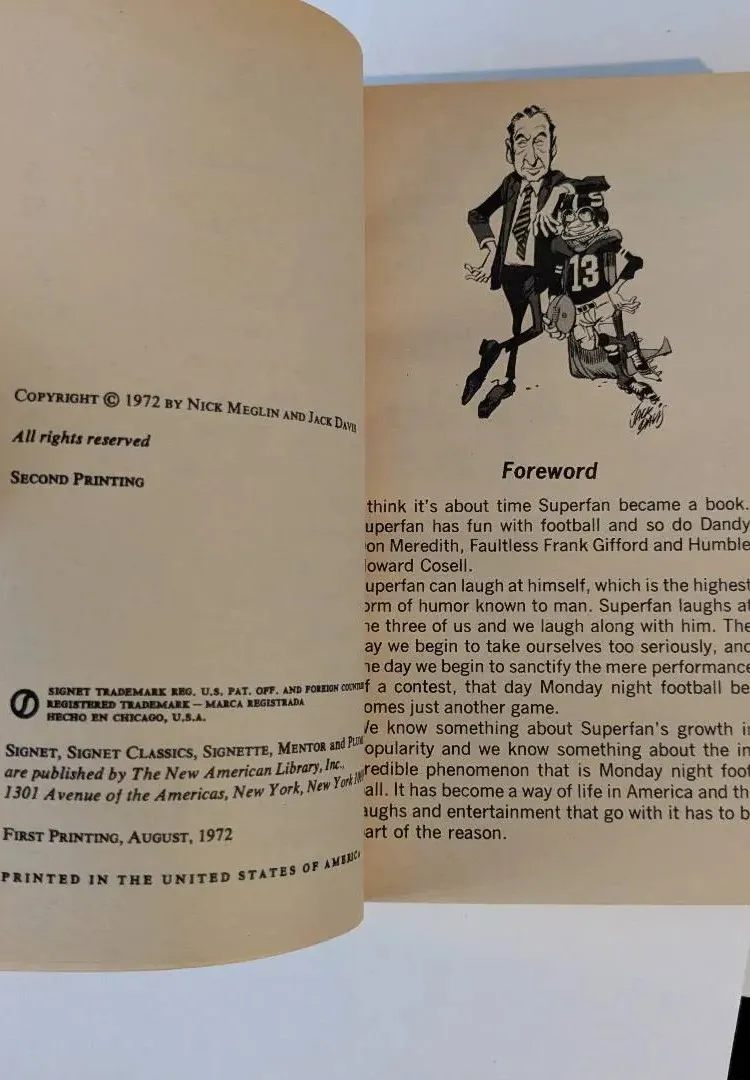 COPYRIGHT © 1972 BY NICK MEGLIN AND JACK DAVIS
All rights reserved
SECOND PRINTING
SIGNET TRADEMARK REG. U.S. PAT. OFF. AND FOREIGN COUNTR
REGISTERED TRADEMARK — MARCA REGISTRADA
HECHO EN CHICAGO, U.S.A.
SIGNET, SIGNET CLASSICS, SIGNETTE, MENTOR and PLUM
are published by The New American Library, Inc.,
1301 Avenue of the Americas, New York, New York
FIRST PRINTING, AUGUST, 1972
PRINTED IN THE UNITED STATES OF AMERICA
13
JACK
DAVIS
Foreword
think it's about time Superfan became a book.
uperfan has fun with football and so do Dandy
on Meredith, Faultless Frank Gifford and Humble
oward Cosell.
uperfan can laugh at himself, which is the highest
orm of humor known to man. Superfan laughs at
he three of us and we laugh along with him. The
ay we begin to take ourselves too seriously, and
he day we begin to sanctify the mere performance
f a contest, that day Monday night football be
omes just another game.
We know something about Superfan's growth in
opularity and we know something about the in
redible phenomenon that is Monday night foot
all. It has become a way of life in America and th
aughs and entertainment that go with it has to b
art of the reason.